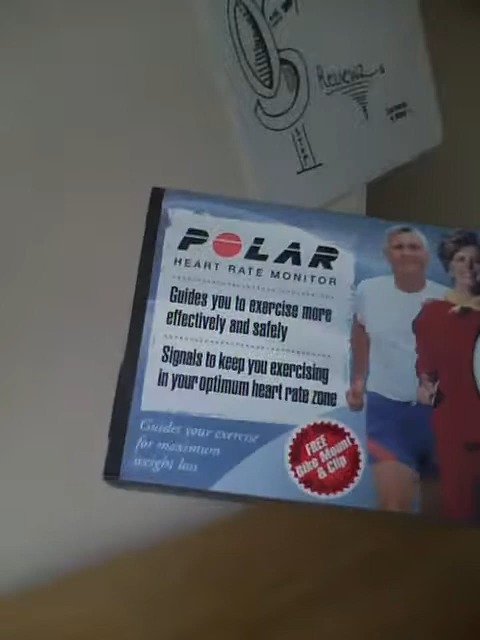 Reviewz
POLAR
HEART RATE MONITOR
Guides you to exercise more
effectively and safely
Signals to keep you exercising
in your optimum heart rate zone
Guides your exercise
for maximum
weight loss
FREE
Bike Mount
& Clip